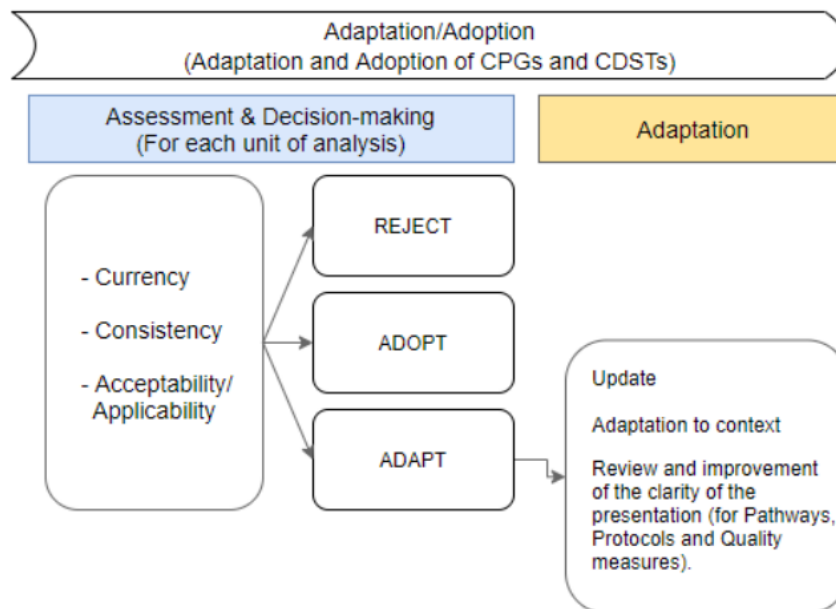 Adaptation/Adoption
(Adaptation and Adoption of CPGs and CDSTs)
Assessment & Decision-making
(For each unit of analysis)
Adaptation
- Currency
- Consistency
- Acceptability/
Applicability
REJECT
ADOPT
ADAPT
Update
Adaptation to context
Review and improvement
of the clarity of the
presentation (for Pathways,
Protocols and Quality
measures).